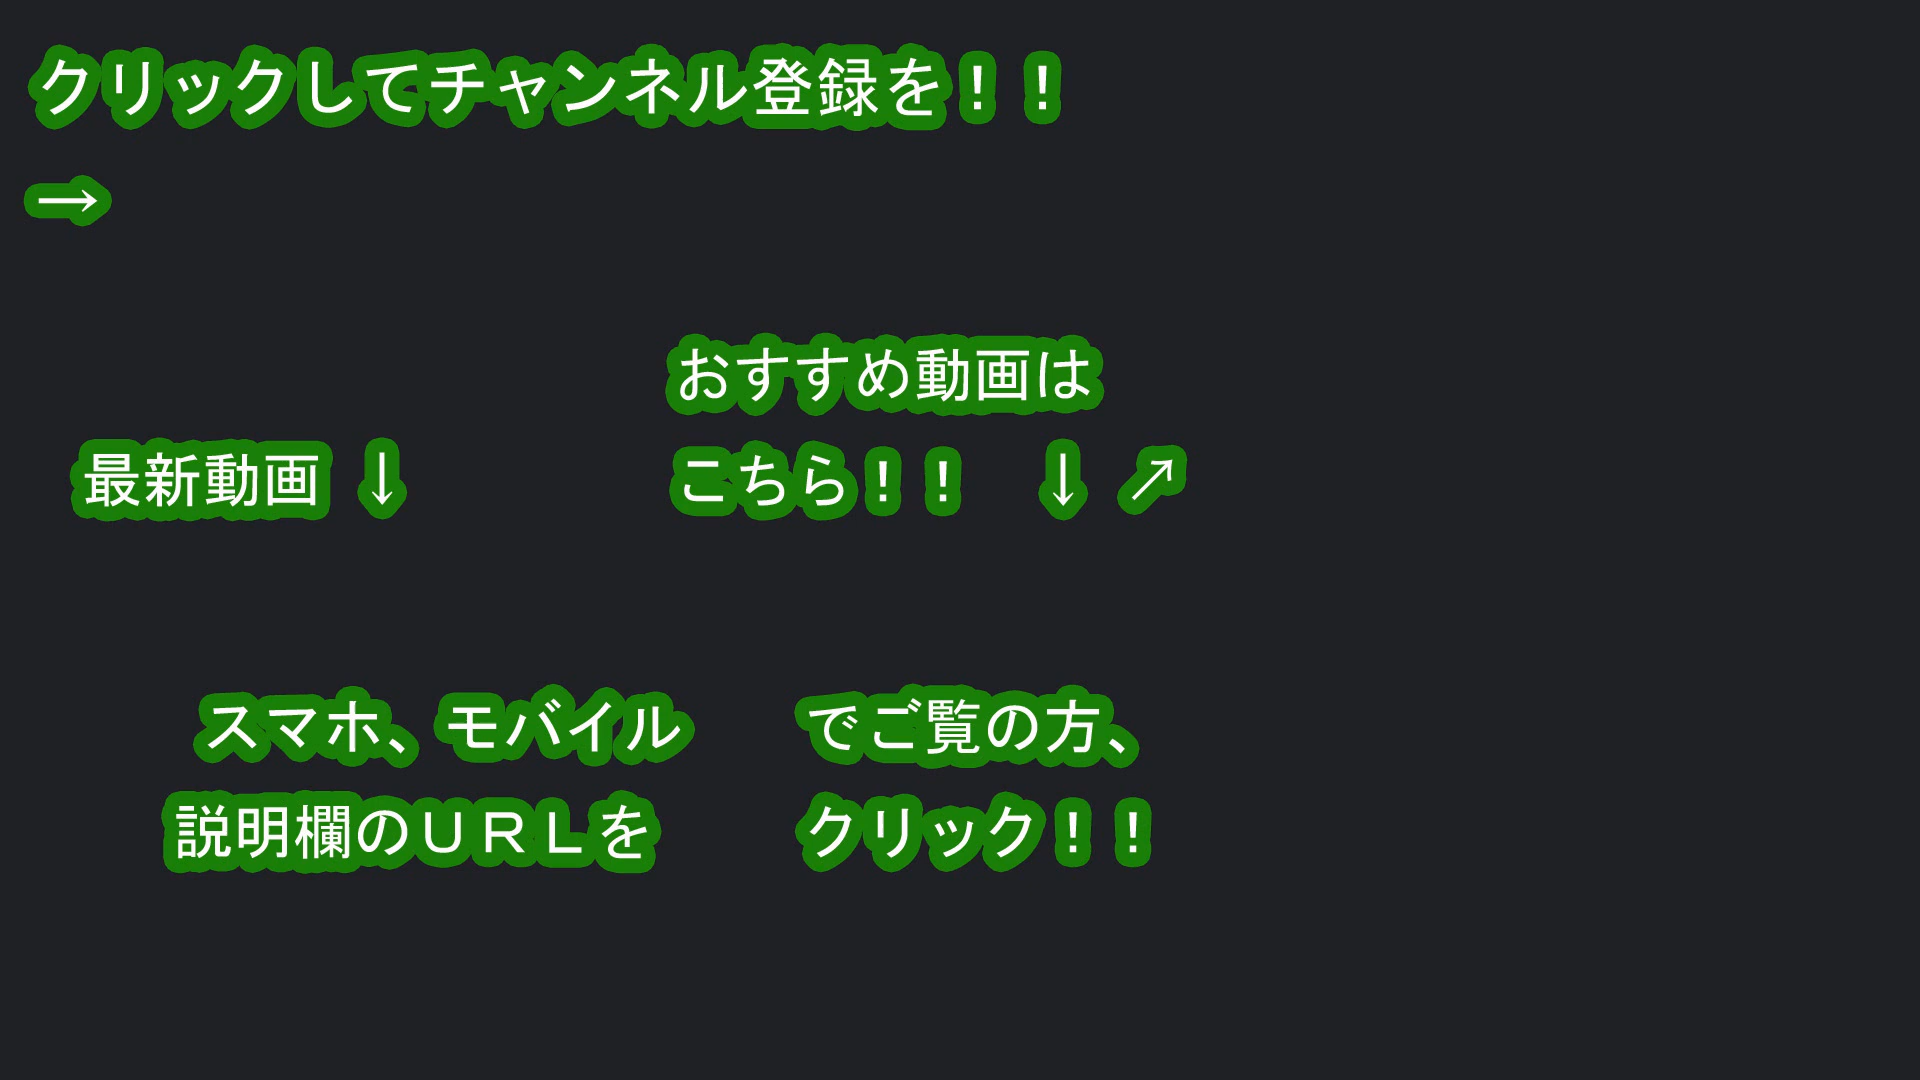 クリックしてチャンネル登録を！！
→
おすすめ動画は
最新動画 ↓
こちら！！ ↓ ↗
スマホ、モバイル でご覧の方、
説明欄のＵＲＬを クリック！！